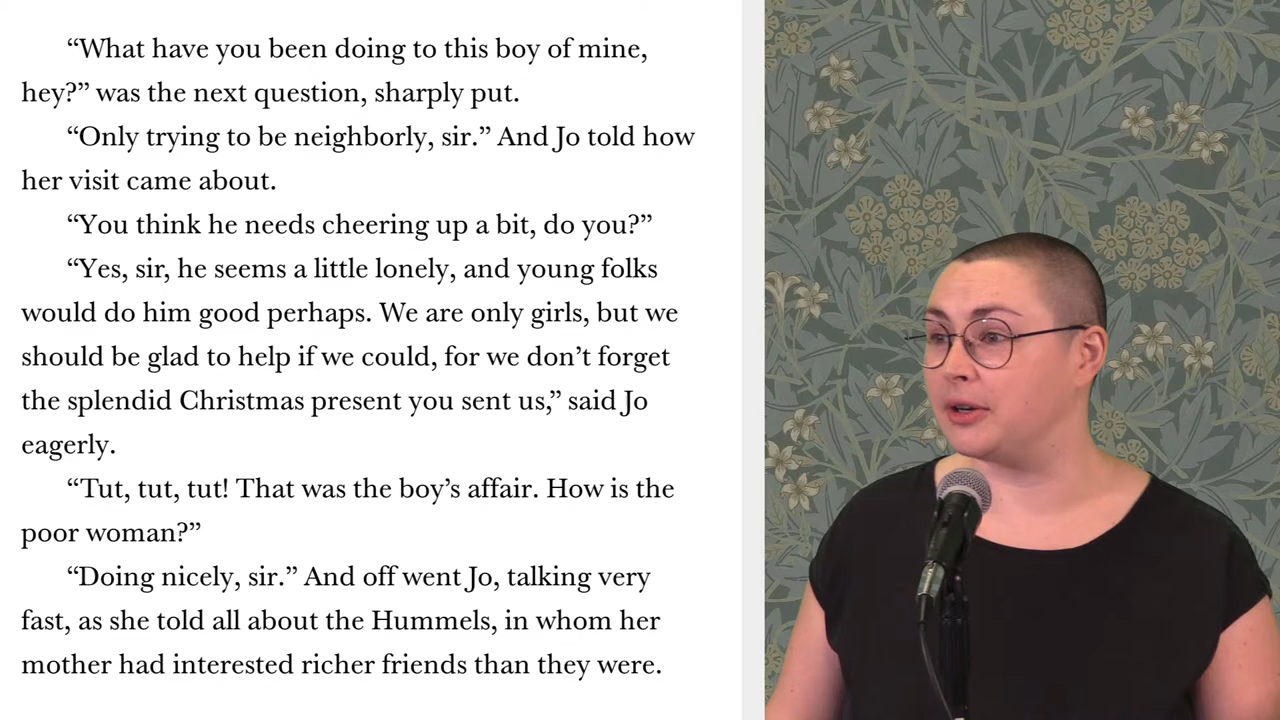 “What have you been doing to this boy of mine,
hey?” was the next question, sharply put.
“Only trying to be neighborly, sir.” And Jo told how
her visit came about.
“You think he needs cheering up a bit, do you?”
“Yes, sir, he seems a little lonely, and young folks
would do him good perhaps. We are only girls, but we
should be glad to help if we could, for we don’t forget
the splendid Christmas present you sent us,” said Jo
eagerly.
“Tut, tut, tut! That was the boy’s affair. How is the
poor woman?”
“Doing nicely, sir.” And off went Jo, talking very
fast, as she told all about the Hummels, in whom her
mother had interested richer friends than they were.